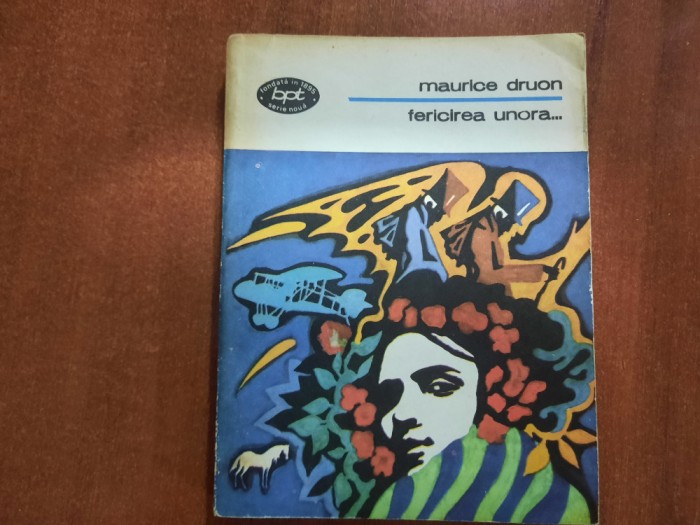 fondată în 1895
bpt
serie nouă
maurice druon
fericirea unora...